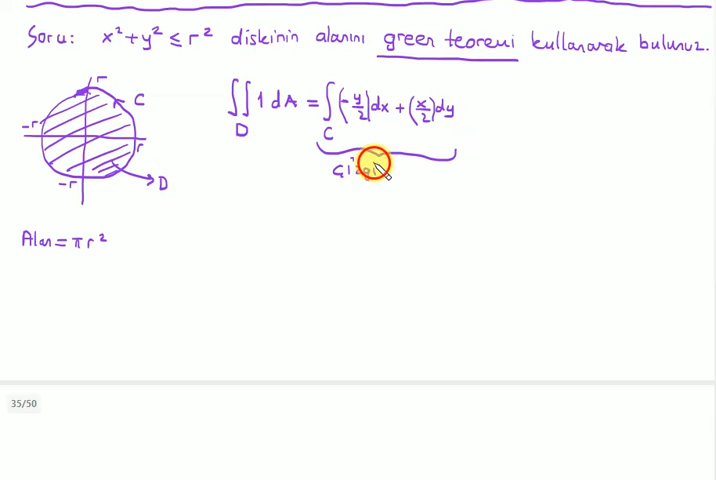 Soru: x² + y² ≤ r² diskinin alanını green teoremi kullanarak bulunuz.
r
C
-r
r
-r
D
∬ 1 dA = ∫ (-y/2) dx + (x/2) dy
D
C
Alan = πr²
35/50